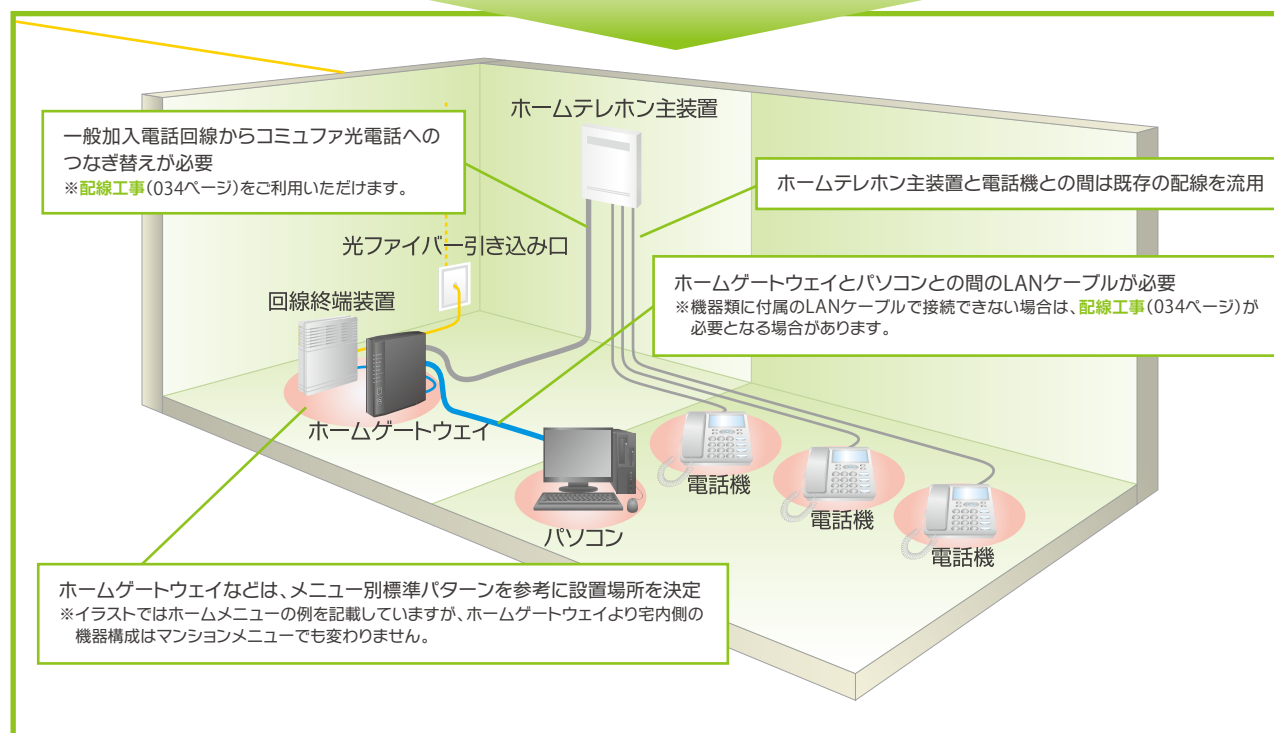 ホームテレホン主装置
一般加入電話回線からコミュファ光電話への
つなぎ替えが必要
※配線工事(034ページ)をご利用いただけます。
ホームテレホン主装置と電話機との間は既存の配線を流用
光ファイバー引き込み口
ホームゲートウェイとパソコンとの間のLANケーブルが必要
※機器類に付属のLANケーブルで接続できない場合は、配線工事(034ページ)が
必要となる場合があります。
回線終端装置
ホームゲートウェイ
電話機
電話機
パソコン
電話機
ホームゲートウェイなどは、メニュー別標準パターンを参考に設置場所を決定
※イラストではホームメニューの例を記載していますが、ホームゲートウェイより宅内側の
機器構成はマンションメニューでも変わりません。